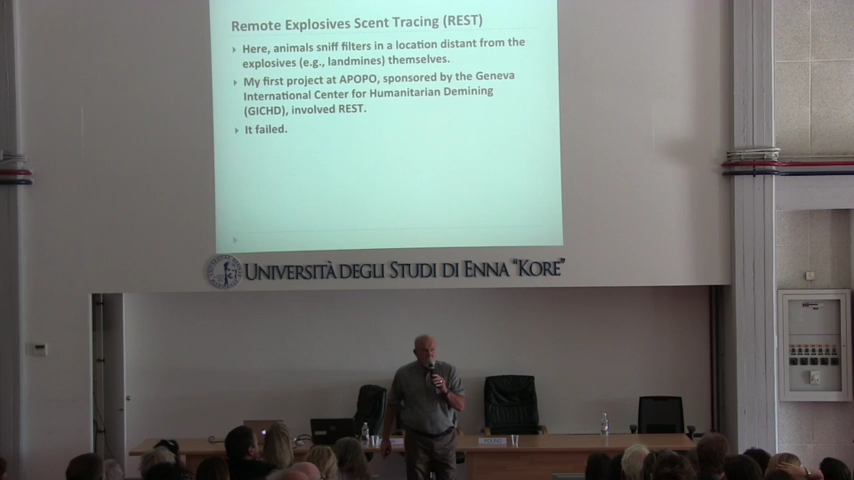 Remote Explosives Scent Tracing (REST)
Here, animals sniff filters in a location distant from the
explosives (e.g., landmines) themselves.
My first project at APOPO, sponsored by the Geneva
International Center for Humanitarian Demining
(GICHD), involved REST.
It failed.
UNIVERSITÀ DEGLI STUDI DI ENNA "KORE"